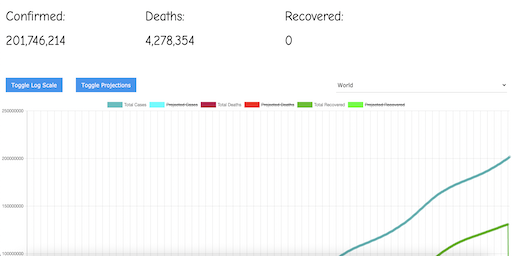 Confirmed: Deaths: Recovered:
201,746,214 4,278,354 0
Toggle Log Scale Toggle Projections World
Total Cases Projected Cases Total Deaths Projected Deaths Total Recovered Projected Recovered
250000000
200000000
150000000
100000000